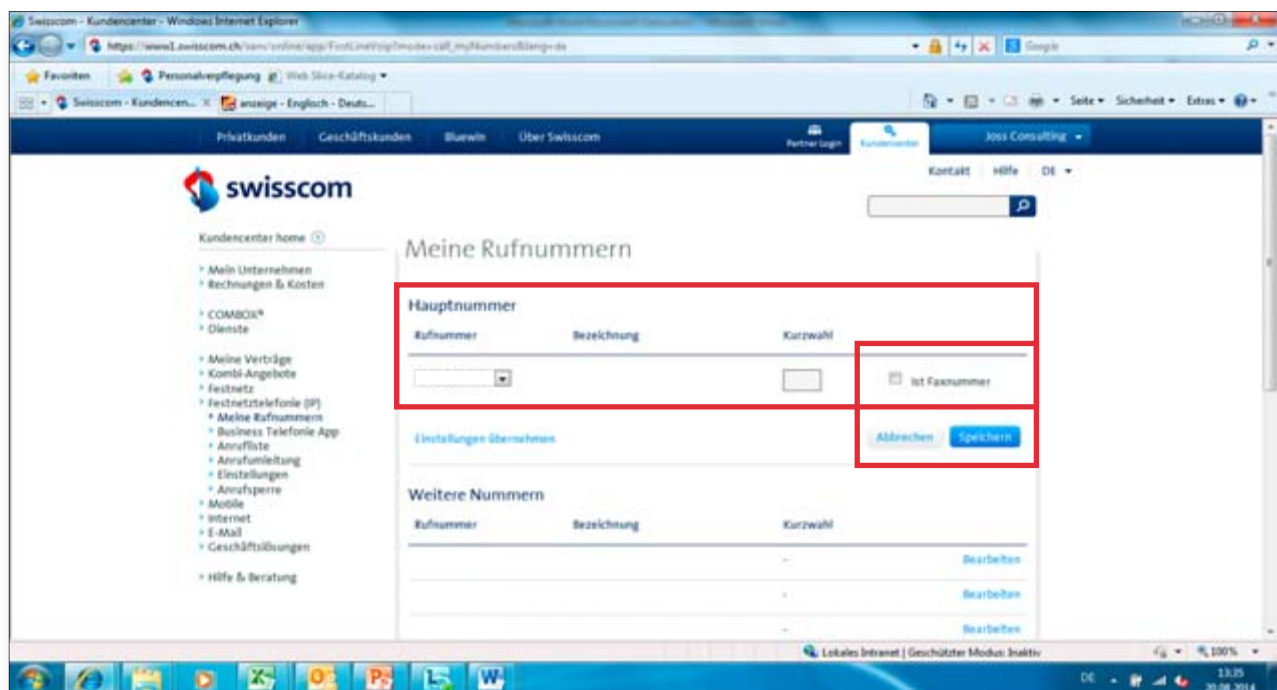 Swisscom - Kundencenter - Windows Internet Explorer
Google
Favoriten Personalverpflegung Web Slice-Katalog
Swisscom - Kundencen... anzeige - Englisch - Deuts... Seite Sicherheit Extras
Privatkunden Geschäftskunden Bluewin Über Swisscom Partner Login Kundencenter Joss Consulting
Kontakt Hilfe DE
swisscom
Kundencenter home
Meine Rufnummern
Mein Unternehmen
Rechnungen & Kosten
COMBOX®
Dienste
Meine Verträge
Kombi-Angebote
Festnetz
Festnetztelefonie (IP)
Meine Rufnummern
Business Telefonie App
Anrufliste
Anrufumleitung
Einstellungen
Anrufsperre
Mobile
Internet
E-Mail
Geschäftslösungen
Hilfe & Beratung
Hauptnummer
Rufnummer Bezeichnung Kurzwahl
Ist Faxnummer
Einstellungen übernehmen Abbrechen Speichern
Weitere Nummern
Rufnummer Bezeichnung Kurzwahl
- Bearbeiten
- Bearbeiten
- Bearbeiten
Lokales Intranet | Geschützter Modus: Inaktiv 100%
DE 13:35
20.08.2014